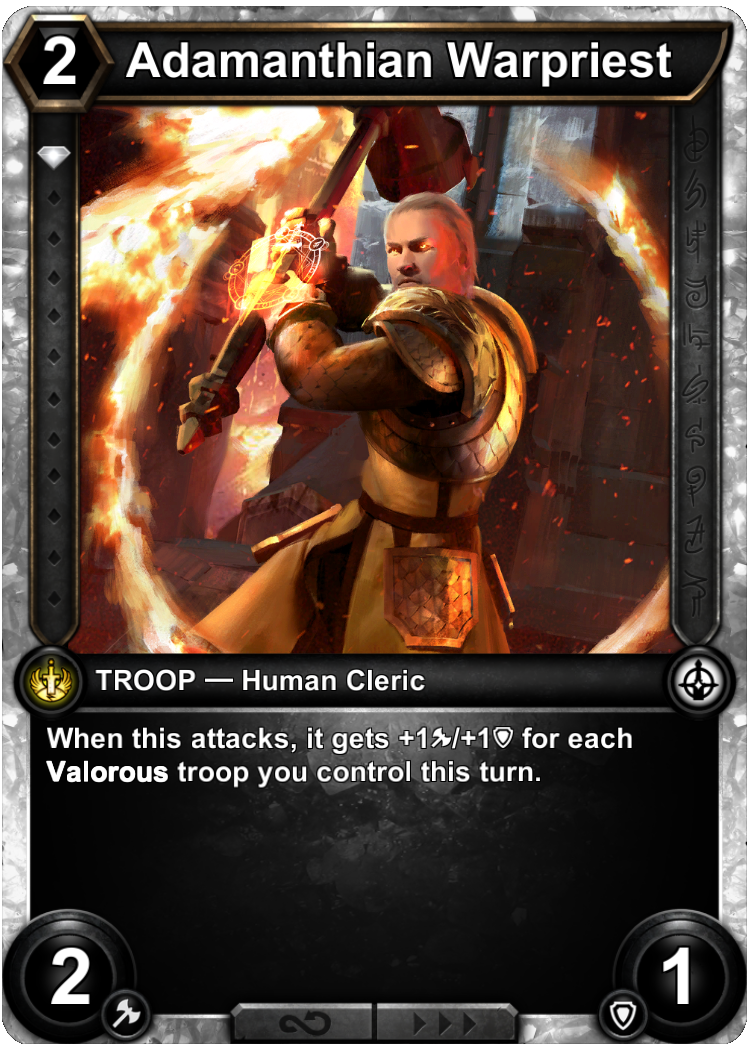 2 Adamanthian Warpriest
TROOP — Human Cleric
When this attacks, it gets +1/+1 for each
Valorous troop you control this turn.
2 1